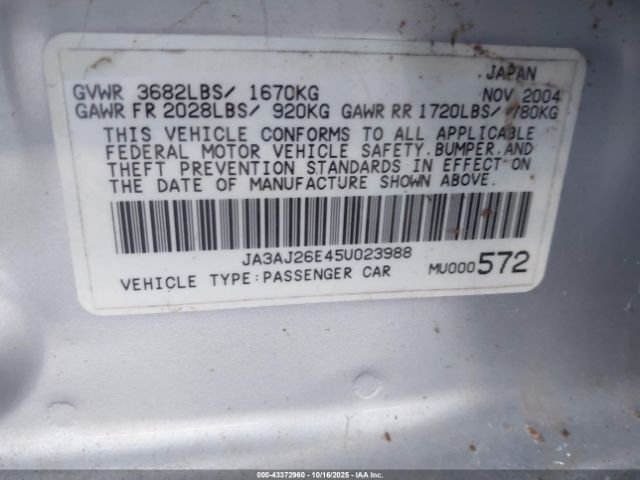 JAPAN
GVWR 3682LBS/ 1670KG NOV 2004
GAWR FR 2028LBS/ 920KG GAWR RR 1720LBS/ 780KG
THIS VEHICLE CONFORMS TO ALL APPLICABLE
FEDERAL MOTOR VEHICLE SAFETY, BUMPER, AND
THEFT PREVENTION STANDARDS IN EFFECT ON
THE DATE OF MANUFACTURE SHOWN ABOVE.
JA3AJ26E45U023988
VEHICLE TYPE:PASSENGER CAR MU000572
000-43372960 - 10/16/2025 - IAAI.COM